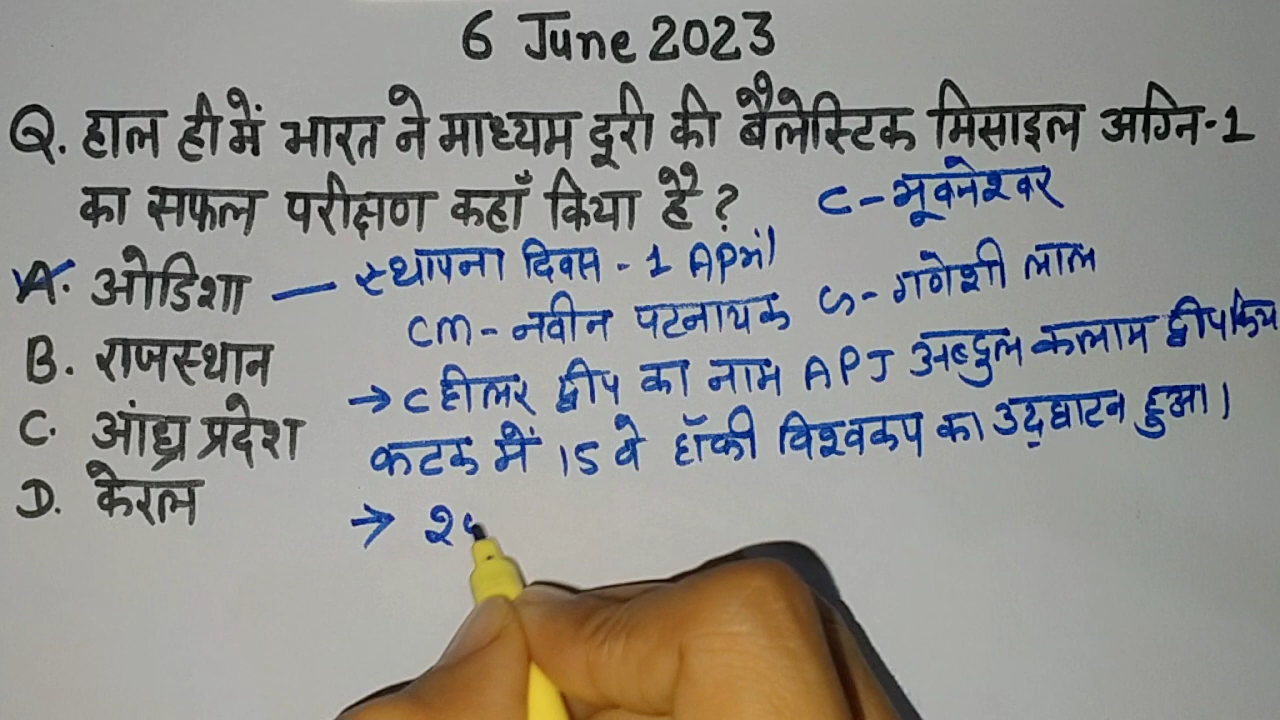 6 June 2023
Q. हाल ही में भारत ने माध्यम दूरी की बैलेस्टिक मिसाइल अग्नि-1
का सफल परीक्षण कहाँ किया है?
C-भूवनेश्वर
A. ओडिशा — स्थापना दिवस - 1 April
CM- नवीन पटनायक G- गणेशी लाल
B. राजस्थान
→ C हीलर द्वीप का नाम APJ अब्दुल कलाम द्वीप किय
C. आंध्र प्रदेश
कटक में 15 वे हॉकी विश्वकप का उद्घाटन हुआ।
D. केरल
→